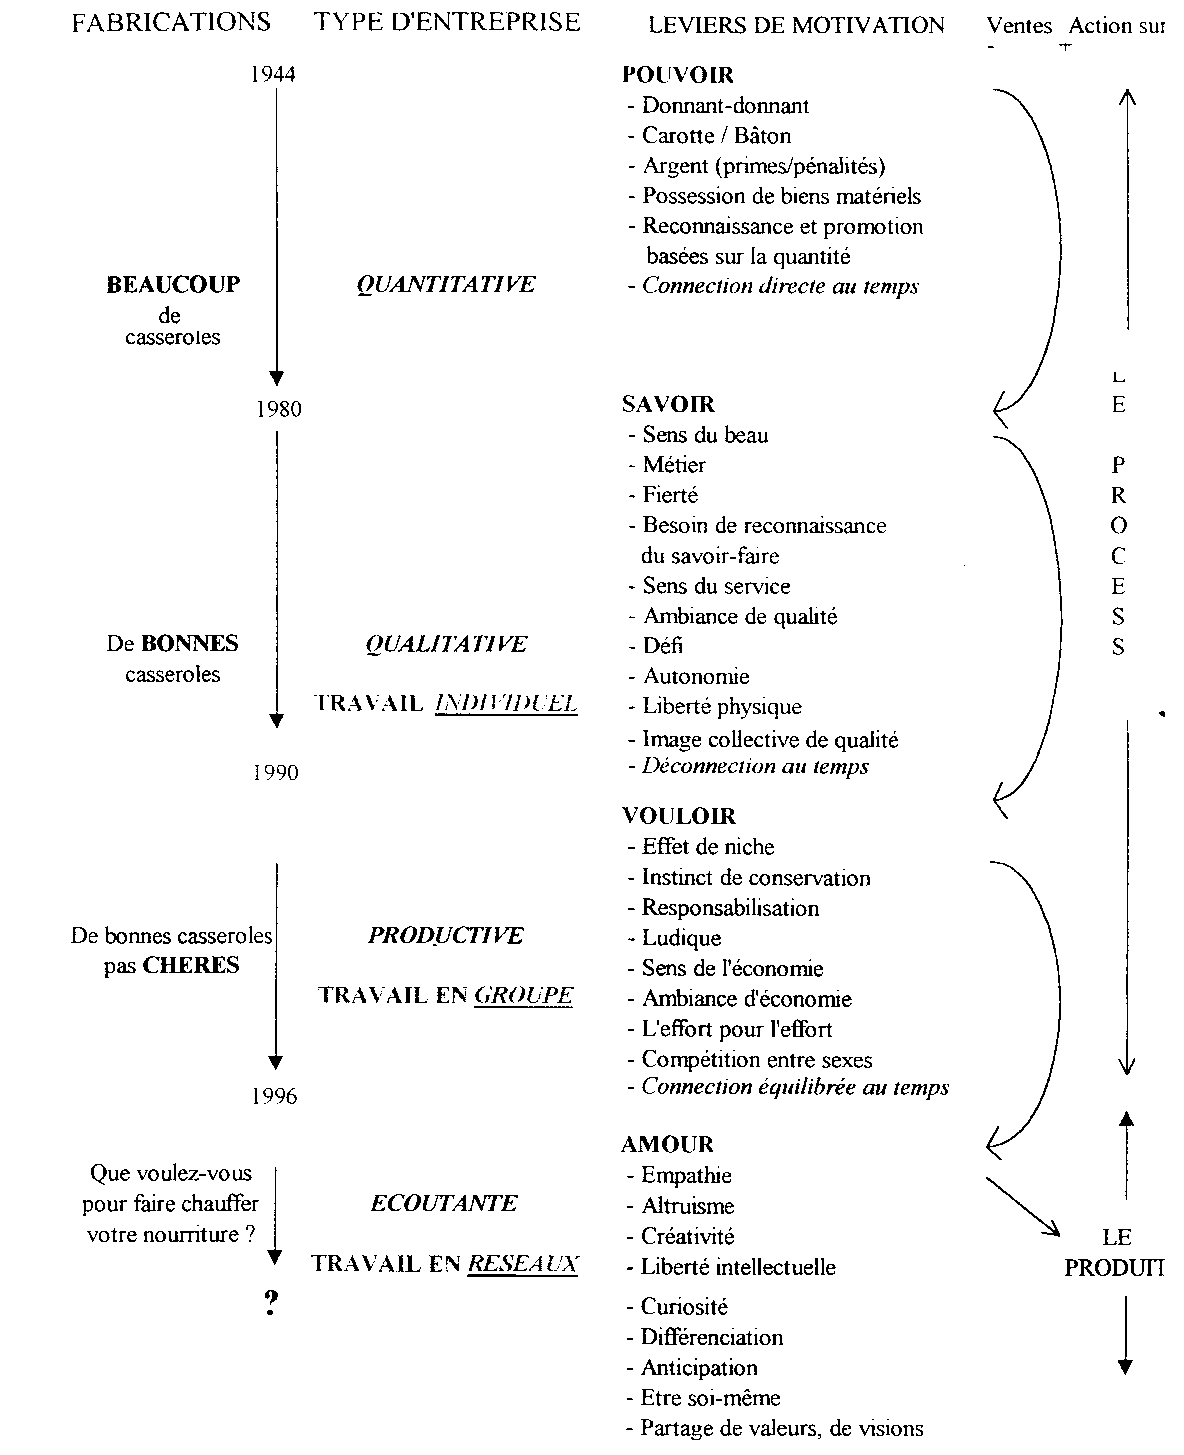 FABRICATIONS TYPE D'ENTREPRISE LEVIERS DE MOTIVATION Ventes Action sur
1944
POUVOIR
- Donnant-donnant
- Carotte / Bâton
- Argent (primes/pénalités)
- Possession de biens matériels
- Reconnaissance et promotion
basées sur la quantité
- Connection directe au temps
BEAUCOUP
de
casseroles
QUANTITATIVE
1980
SAVOIR
- Sens du beau
- Métier
- Fierté
- Besoin de reconnaissance
du savoir-faire
- Sens du service
- Ambiance de qualité
- Défi
- Autonomie
- Liberté physique
- Image collective de qualité
- Déconnection au temps
De BONNES
casseroles
QUALITATIVE
TRAVAIL INDIVIDUEL
1990
VOULOIR
- Effet de niche
- Instinct de conservation
- Responsabilisation
- Ludique
- Sens de l'économie
- Ambiance d'économie
- L'effort pour l'effort
- Compétition entre sexes
- Connection équilibrée au temps
De bonnes casseroles
pas CHERES
PRODUCTIVE
TRAVAIL EN GROUPE
1996
AMOUR
- Empathie
- Altruisme
- Créativité
- Liberté intellectuelle
- Curiosité
- Différenciation
- Anticipation
- Etre soi-même
- Partage de valeurs, de visions
Que voulez-vous
pour faire chauffer
votre nourriture ?
?
ECOUTANTE
TRAVAIL EN RESEAUX
L
E
P
R
O
C
E
S
S
LE
PRODUIT